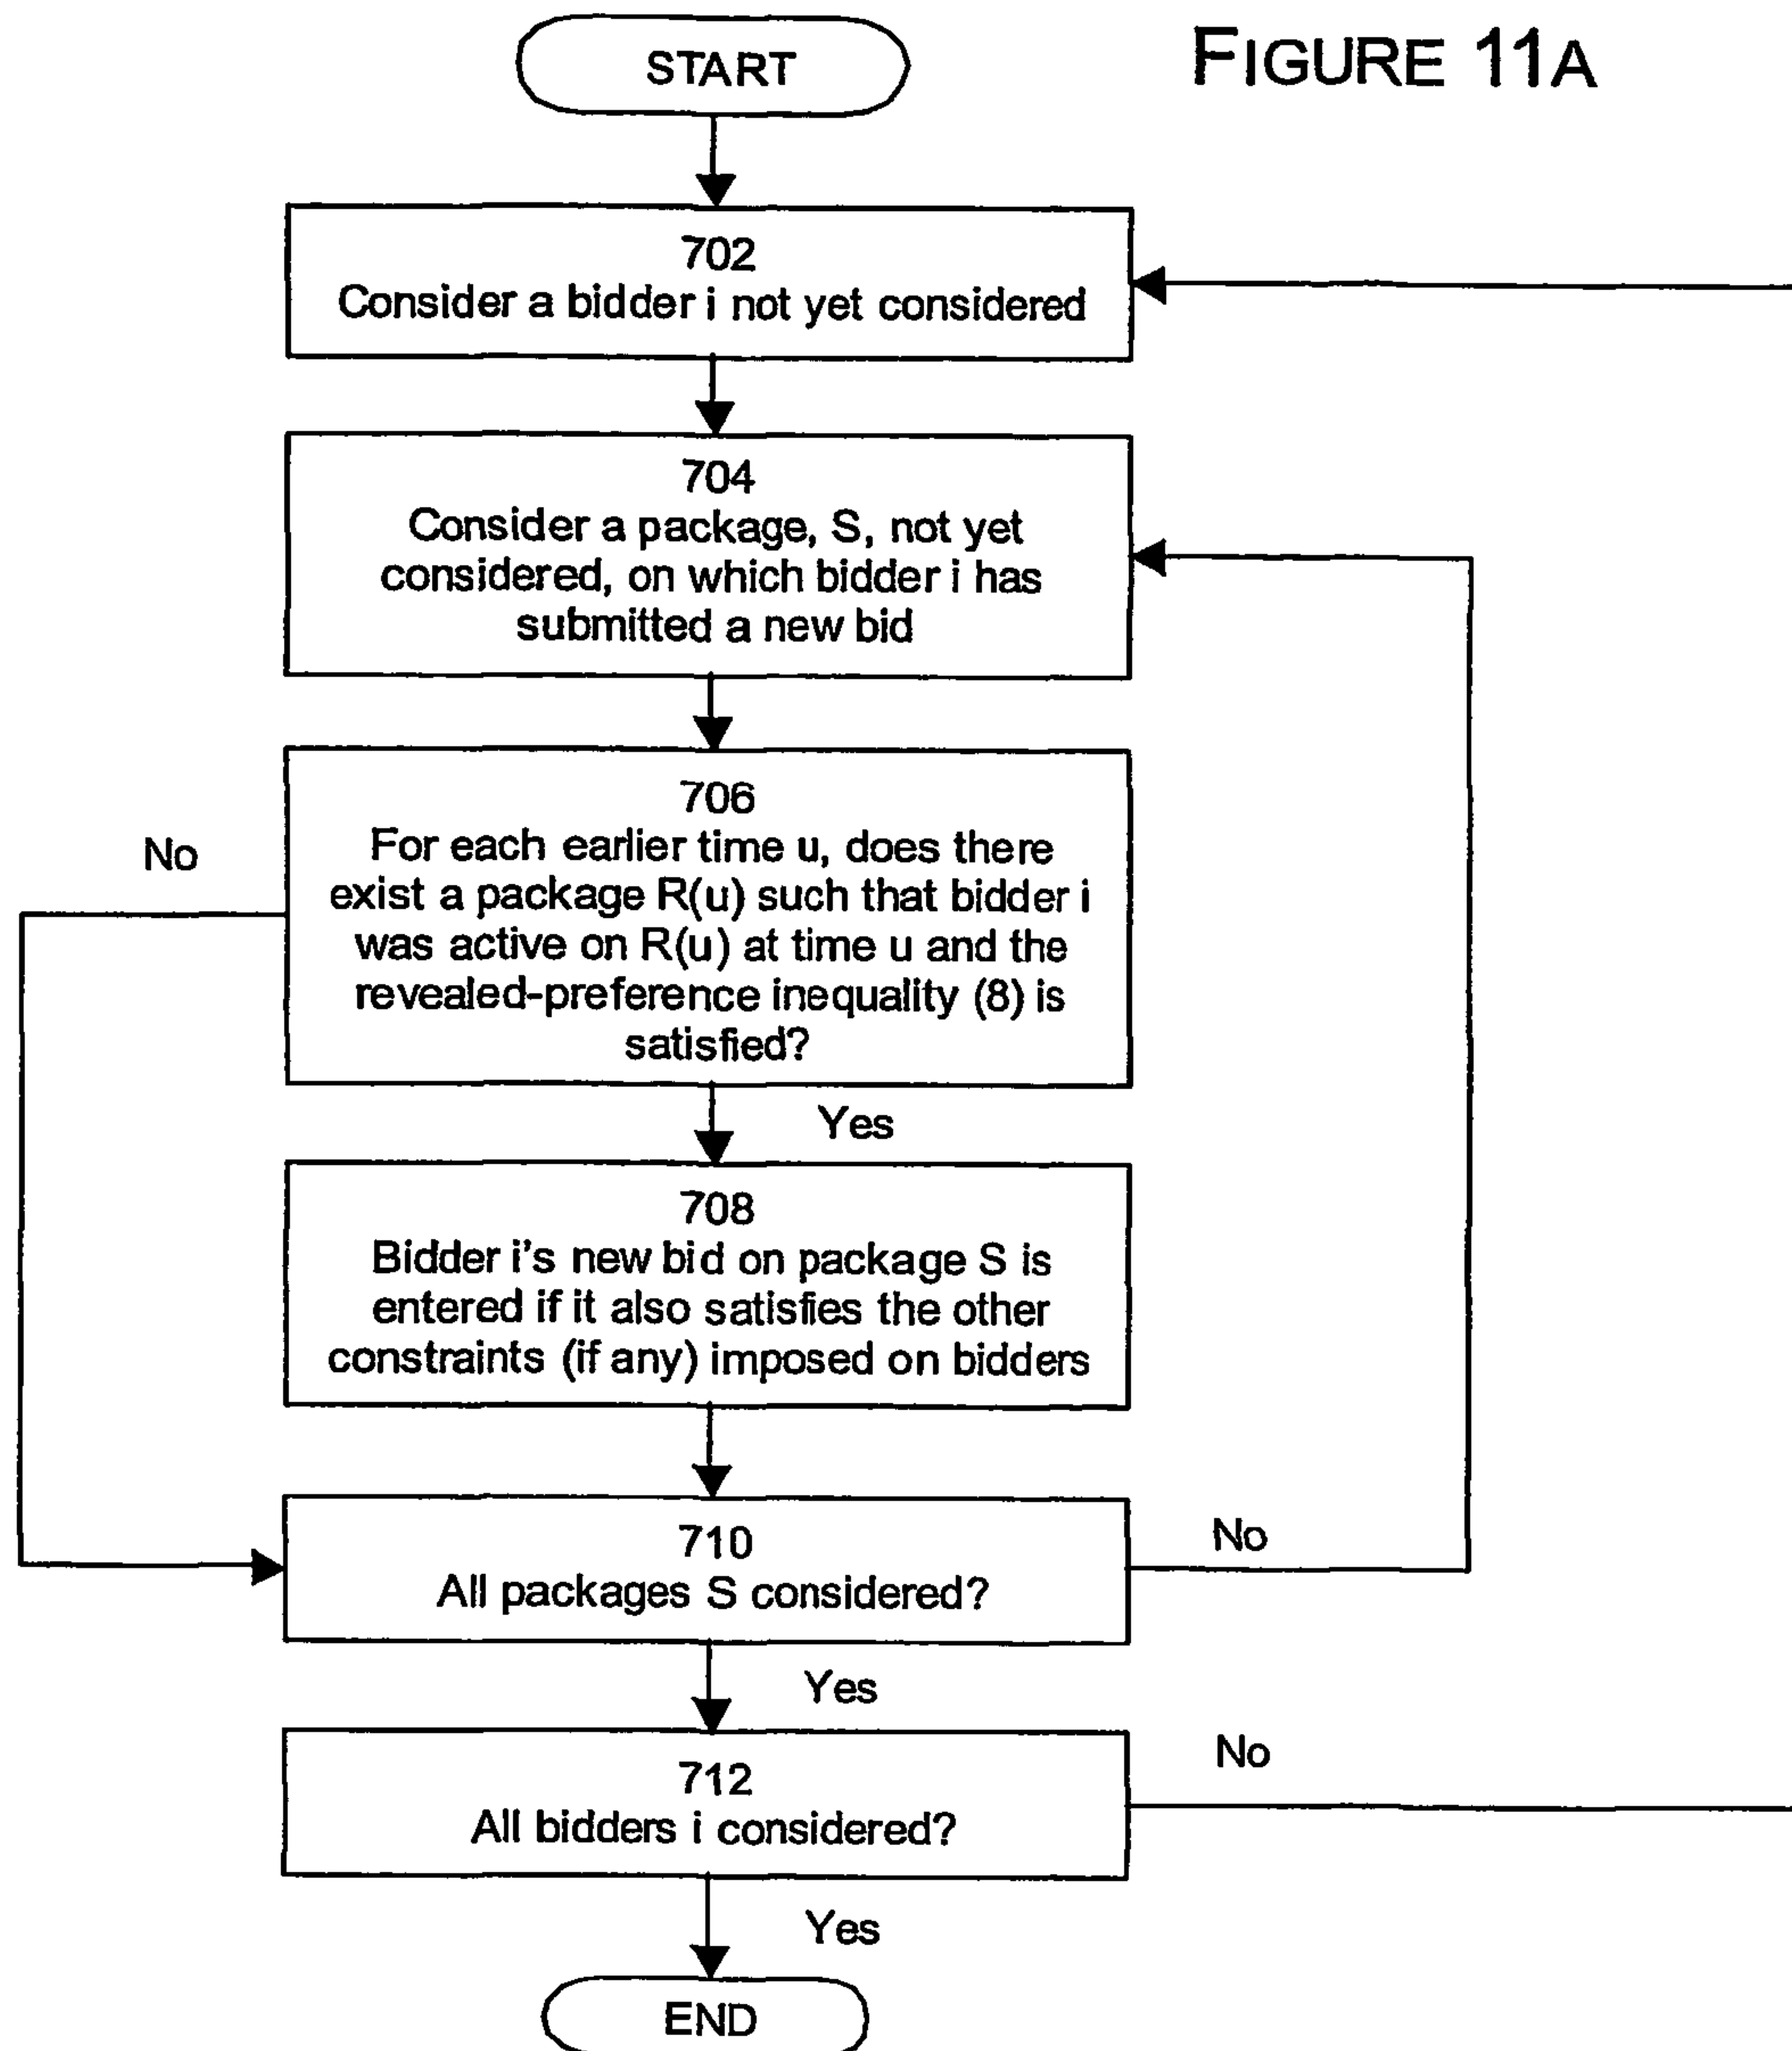 FIGURE 11A
START
702
Consider a bidder i not yet considered
704
Consider a package, S, not yet
considered, on which bidder i has
submitted a new bid
706
For each earlier time u, does there
exist a package R(u) such that bidder i
was active on R(u) at time u and the
revealed-preference inequality (8) is
satisfied?
No
Yes
708
Bidder i's new bid on package S is
entered if it also satisfies the other
constraints (if any) imposed on bidders
710
All packages S considered?
No
Yes
712
All bidders i considered?
No
Yes
END